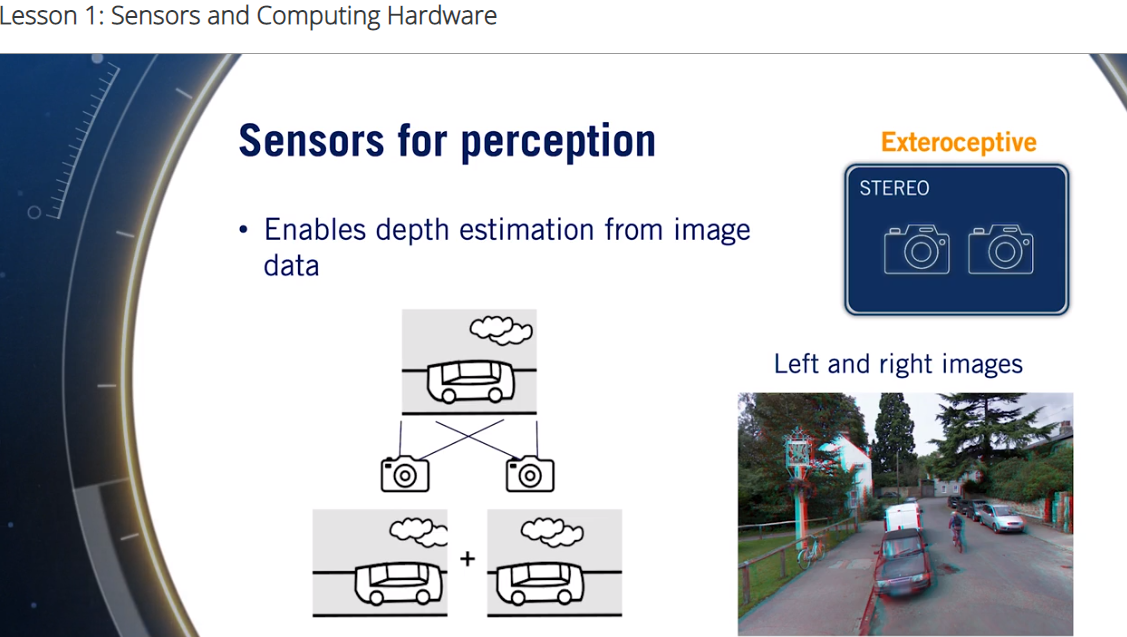 Lesson 1: Sensors and Computing Hardware
Sensors for perception
Exteroceptive
STEREO
• Enables depth estimation from image
data
Left and right images
+